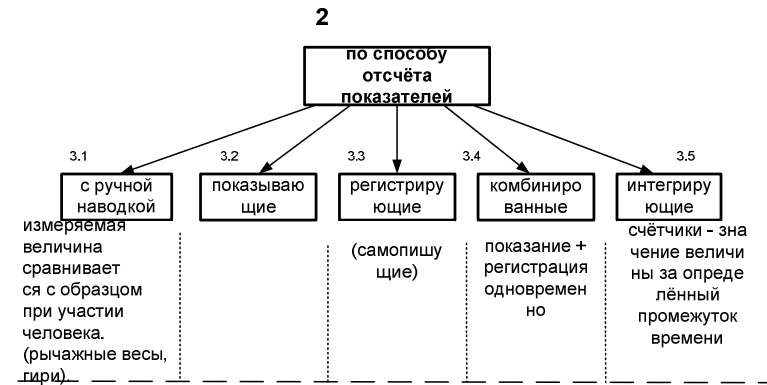 2
по способу
отсчёта
показателей
3.1
3.2
3.3
3.4
3.5
с ручной
наводкой
показываю
щие
регистриру
ющие
комбиниро
ванные
интегриру
ющие
измеряемая
величина
сравнивает
ся с образцом
при участии
человека.
(рычажные весы,
гири).
(самопишу
щие)
показание +
регистрация
одновремен
но
счётчики - зна
чение величи
ны за опреде
лённый
промежуток
времени